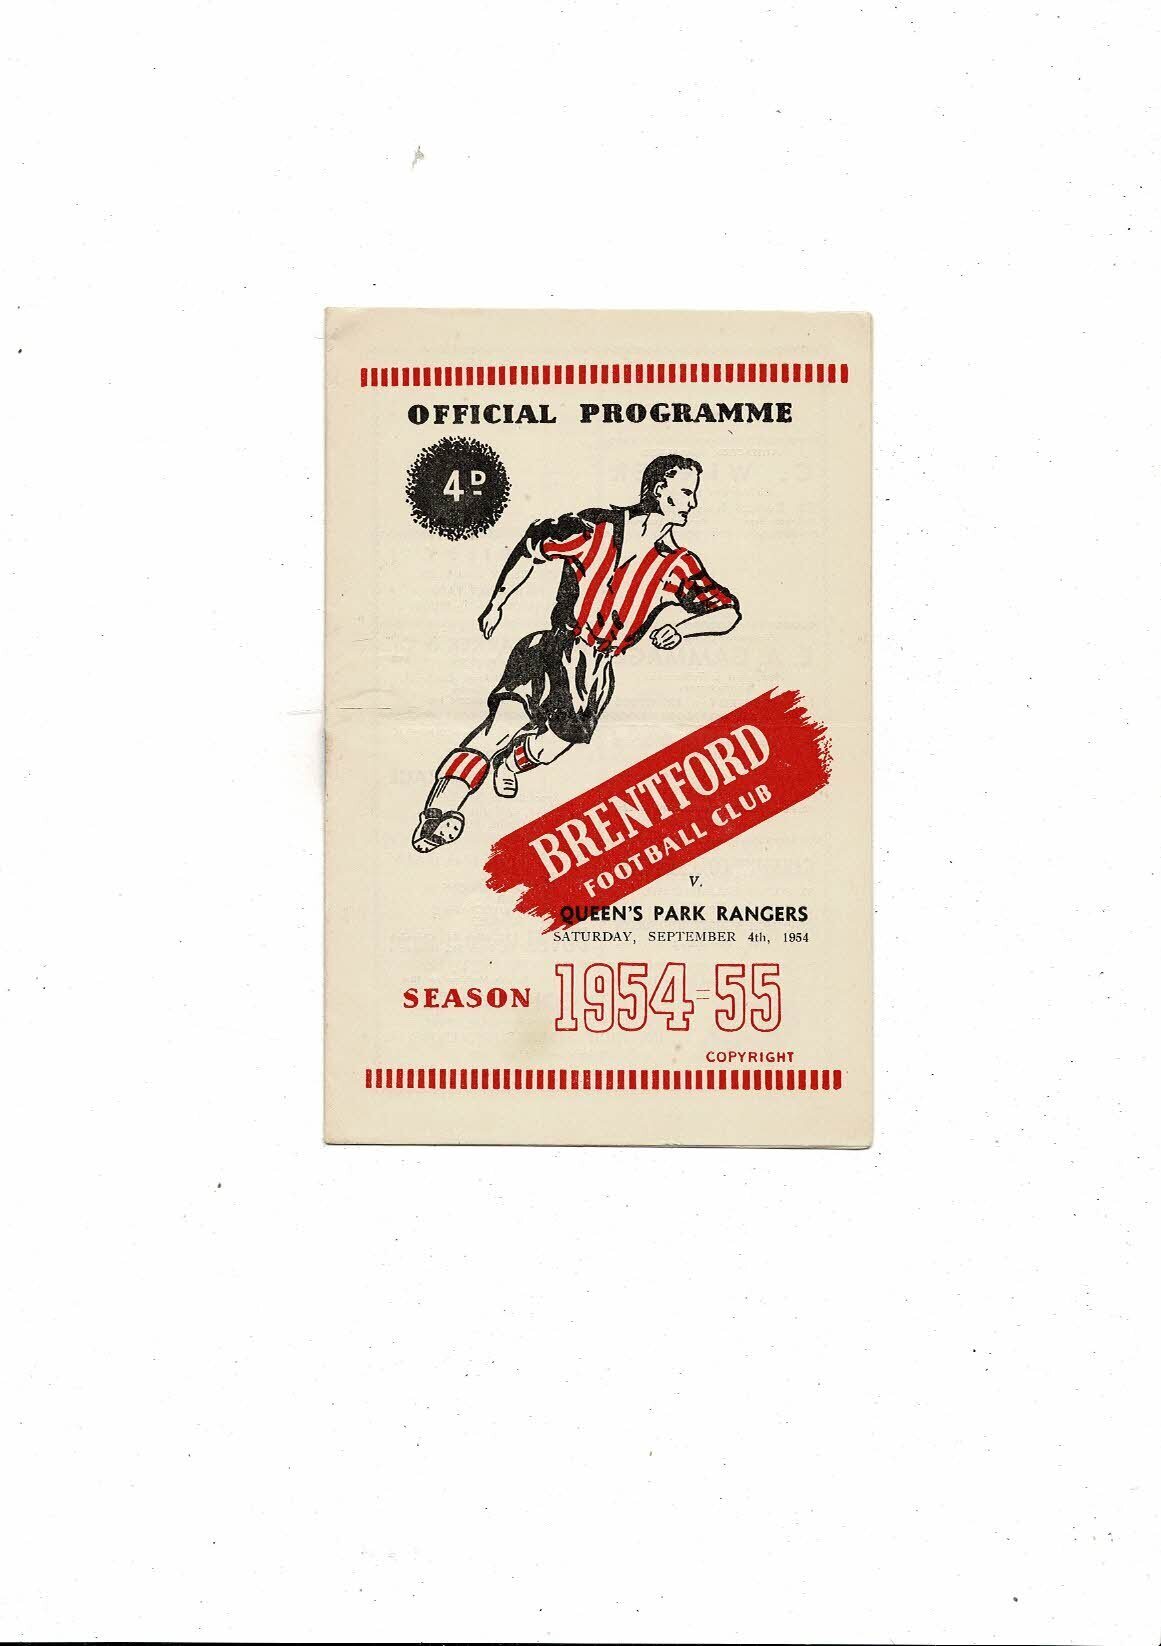 OFFICIAL PROGRAMME
4D
BRENTFORD
FOOTBALL CLUB
V.
QUEEN'S PARK RANGERS
SATURDAY, SEPTEMBER 4th, 1954
SEASON 1954=55
COPYRIGHT